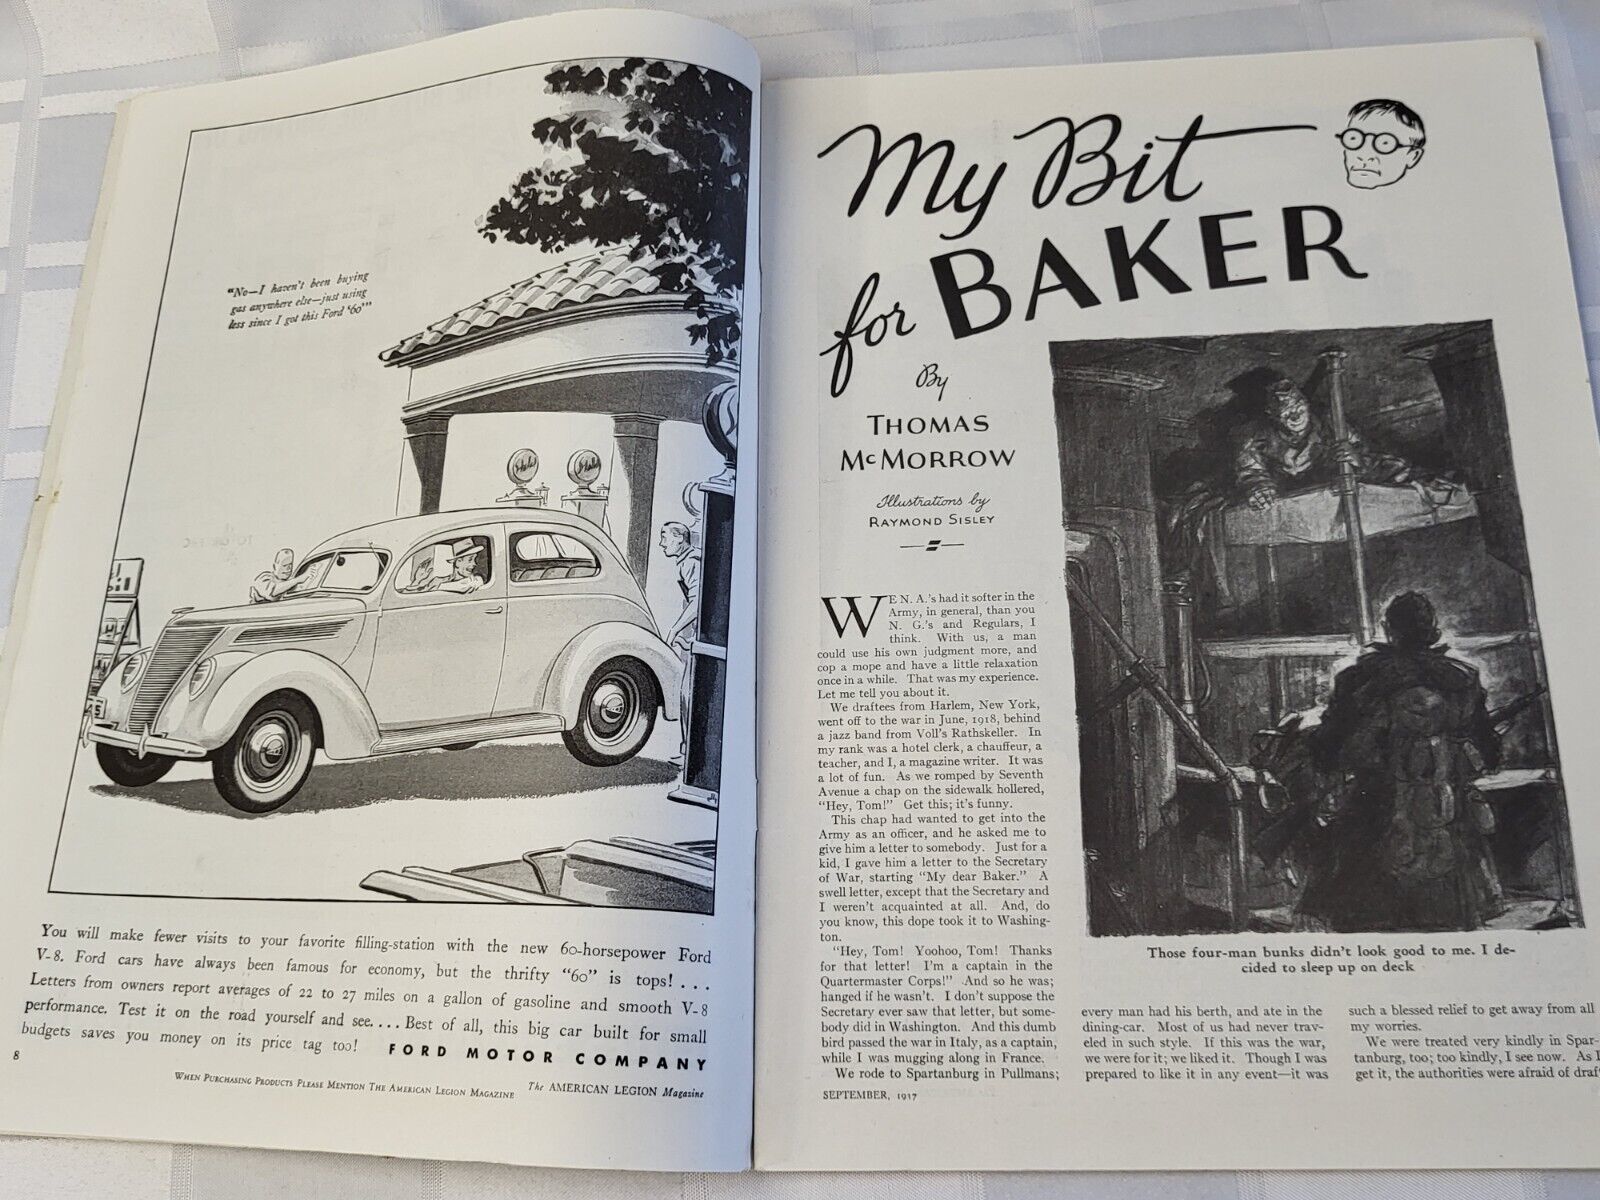 "No—I haven't been buying
gas anywhere else—just using
less since I got this Ford '60'"
You will make fewer visits to your favorite filling-station with the new 60-horsepower Ford
V-8. Ford cars have always been famous for economy, but the thrifty "60" is tops! . . .
Letters from owners report averages of 22 to 27 miles on a gallon of gasoline and smooth V-8
performance. Test it on the road yourself and see. . . . Best of all, this big car built for small
budgets saves you money on its price tag too! FORD MOTOR COMPANY
8
WHEN PURCHASING PRODUCTS PLEASE MENTION THE AMERICAN LEGION MAGAZINE The AMERICAN LEGION Magazine
My Bit
for BAKER
By
THOMAS
McMORROW
Illustrations by
RAYMOND SISLEY
WE N. A.'s had it softer in the
Army, in general, than you
N. G.'s and Regulars, I
think. With us, a man
could use his own judgment more, and
cop a mope and have a little relaxation
once in a while. That was my experience.
Let me tell you about it.
We draftees from Harlem, New York,
went off to the war in June, 1918, behind
a jazz band from Voll's Rathskeller. In
my rank was a hotel clerk, a chauffeur, a
teacher, and I, a magazine writer. It was
a lot of fun. As we romped by Seventh
Avenue a chap on the sidewalk hollered,
"Hey, Tom!" Get this; it's funny.
This chap had wanted to get into the
Army as an officer, and he asked me to
give him a letter to somebody. Just for a
kid, I gave him a letter to the Secretary
of War, starting "My dear Baker." A
swell letter, except that the Secretary and
I weren't acquainted at all. And, do
you know, this dope took it to Washing-
ton.
"Hey, Tom! Yoohoo, Tom! Thanks
for that letter! I'm a captain in the
Quartermaster Corps!" And so he was;
hanged if he wasn't. I don't suppose the
Secretary ever saw that letter, but some-
body did in Washington. And this dumb
bird passed the war in Italy, as a captain,
while I was mugging along in France.
We rode to Spartanburg in Pullmans;
SEPTEMBER, 1917
Those four-man bunks didn't look good to me. I de-
cided to sleep up on deck
every man had his berth, and ate in the
dining-car. Most of us had never trav-
eled in such style. If this was the war,
we were for it; we liked it. Though I was
prepared to like it in any event—it was
such a blessed relief to get away from all
my worries.
We were treated very kindly in Spar-
tanburg, too; too kindly, I see now. As I
get it, the authorities were afraid of draf